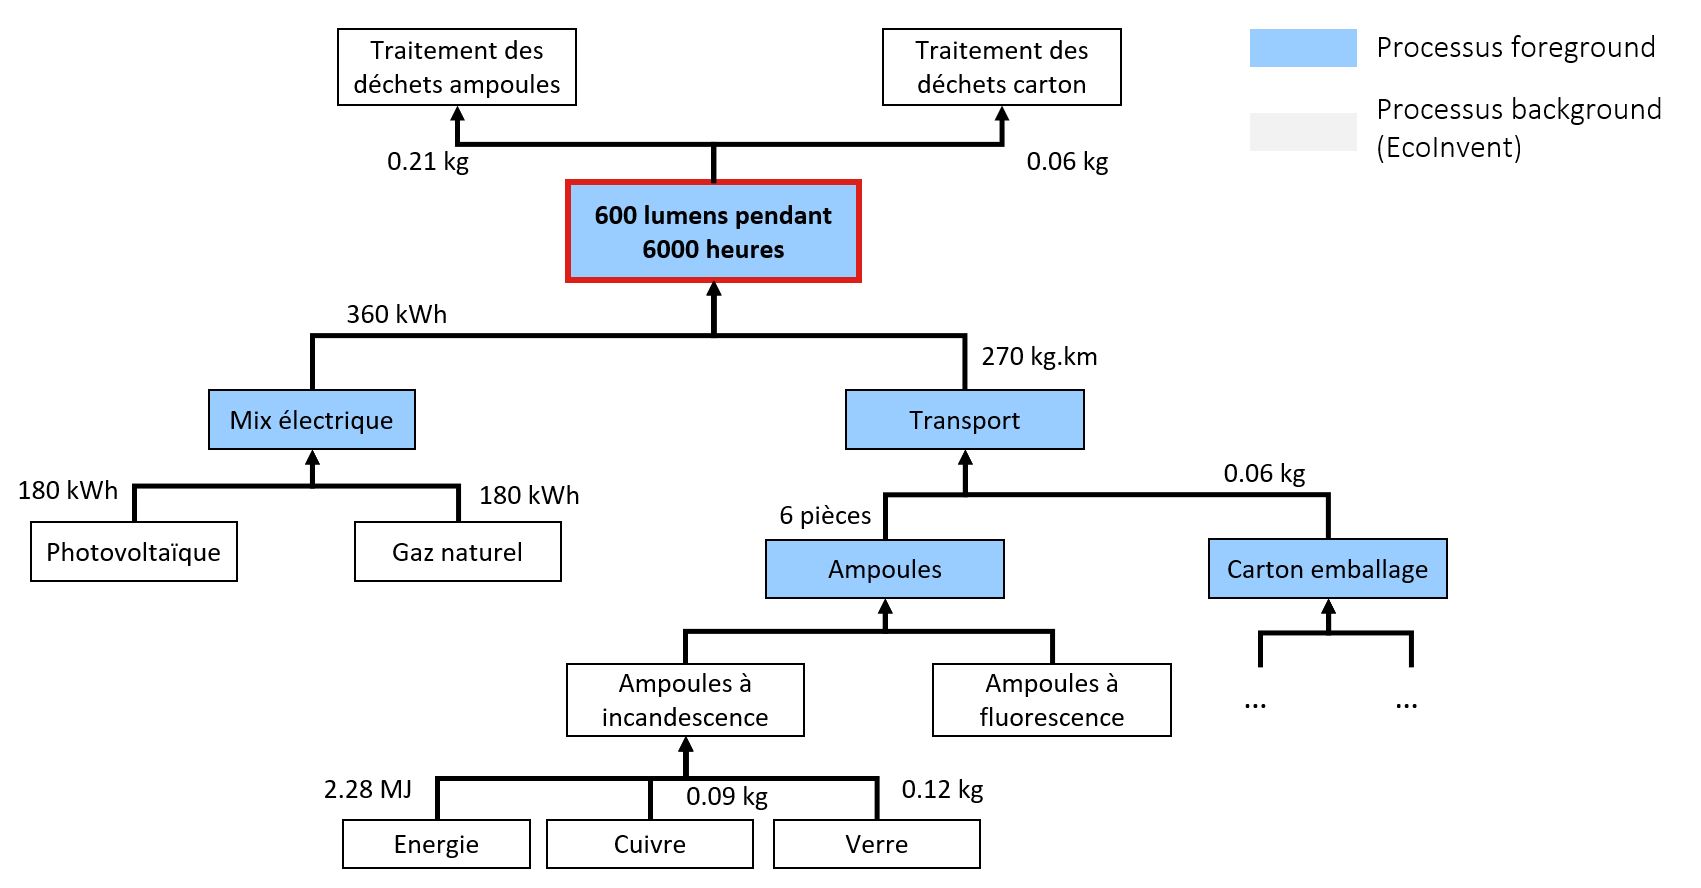 Traitement des
déchets ampoules
Traitement des
déchets carton
Processus foreground
Processus background
(EcoInvent)
0.21 kg
0.06 kg
600 lumens pendant
6000 heures
360 kWh
270 kg.km
Mix électrique
Transport
180 kWh
180 kWh
0.06 kg
6 pièces
Photovoltaïque
Gaz naturel
Ampoules
Carton emballage
Ampoules à
incandescence
Ampoules à
fluorescence
...
...
2.28 MJ
0.09 kg
0.12 kg
Energie
Cuivre
Verre